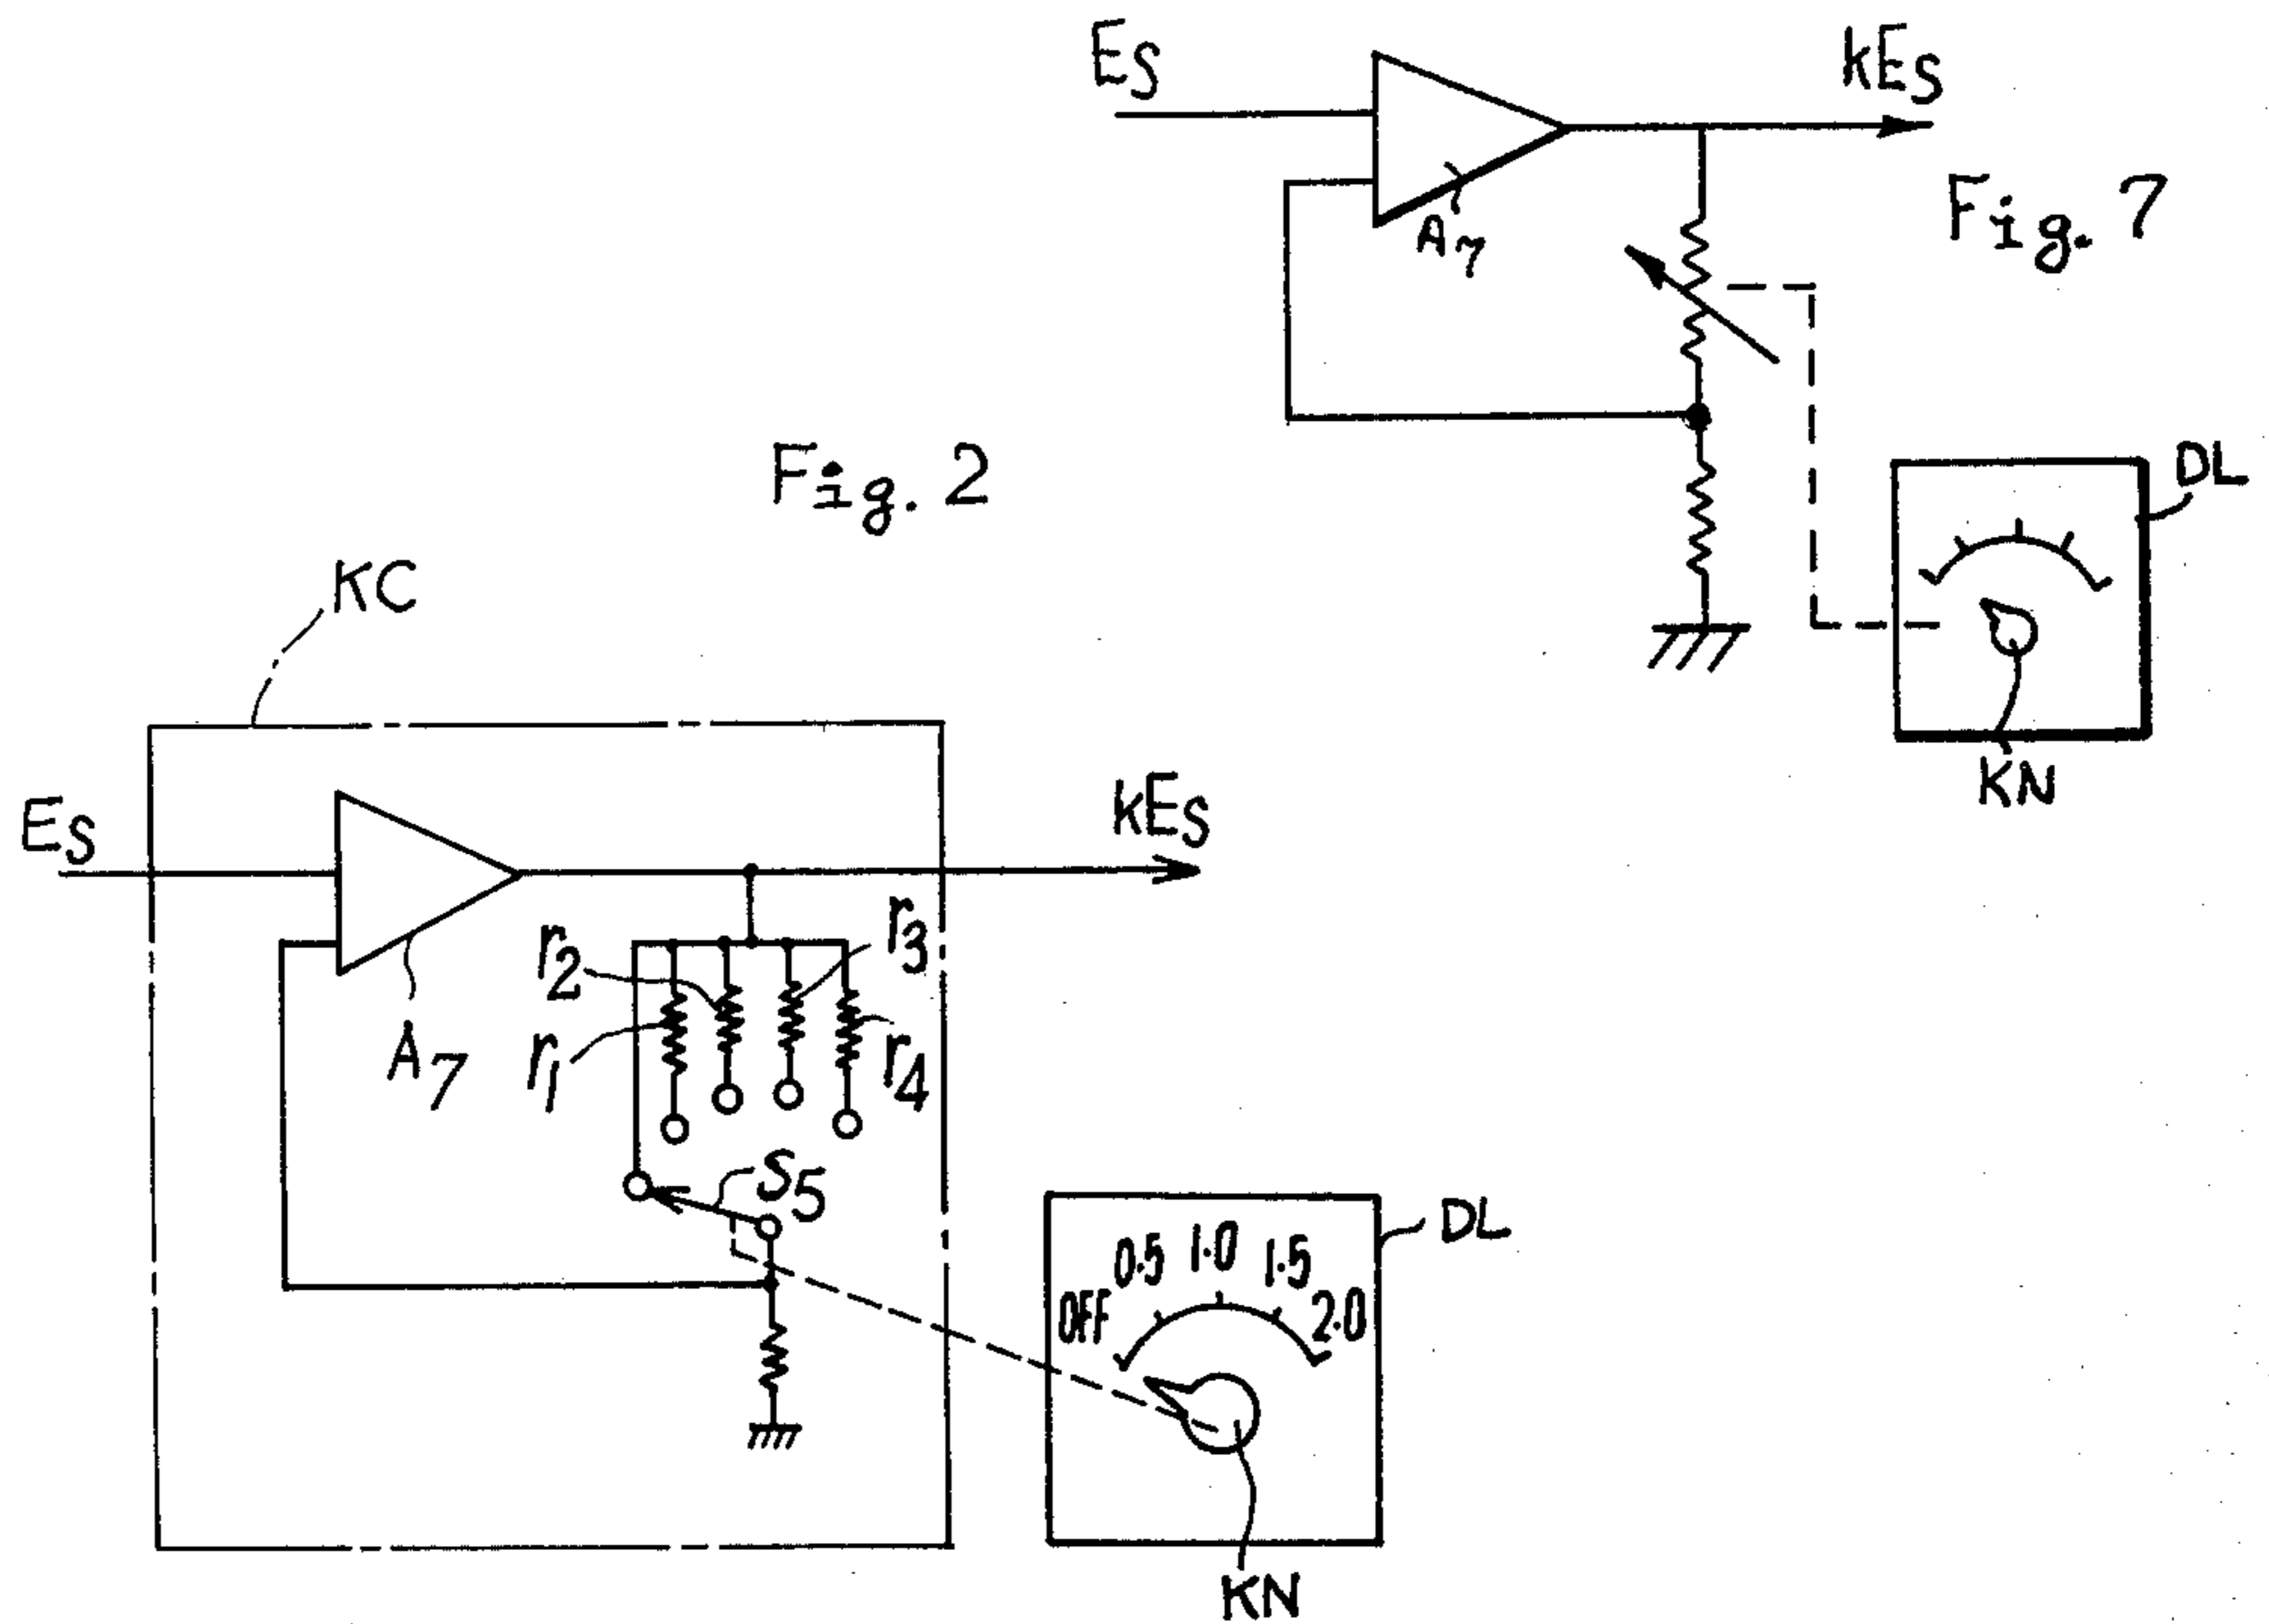 ES
kES
A7
Fig. 7
DL
KN
Fig. 2
KC
ES
kES
r3
r2
r1
r4
A7
S5
DL
0.5
1.0
1.5
OFF
2.0
KN